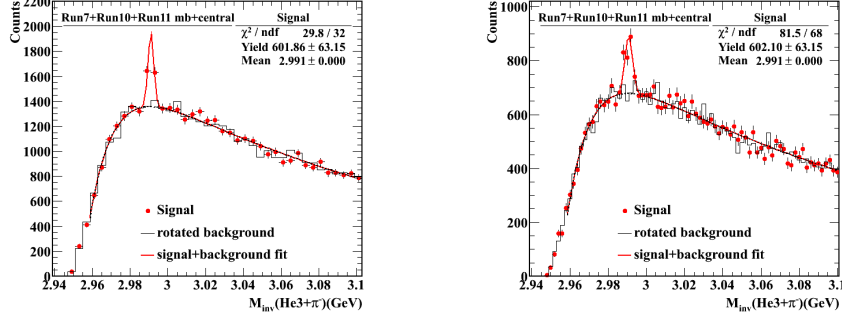 Run7+Run10+Run11 mb+central
Signal
χ² / ndf 29.8 / 32
Yield 601.86 ± 63.15
Mean 2.991 ± 0.000
Counts
2200
2000
1800
1600
1400
1200
1000
800
600
400
200
0
Signal
rotated background
signal+background fit
2.94 2.96 2.98 3 3.02 3.04 3.06 3.08 3.1
M_inv(He3+π⁻)(GeV)
Run7+Run10+Run11 mb+central
Signal
χ² / ndf 81.5 / 68
Yield 602.10 ± 63.15
Mean 2.991 ± 0.000
Counts
1000
800
600
400
200
0
Signal
rotated background
signal+background fit
2.94 2.96 2.98 3 3.02 3.04 3.06 3.08 3.1
M_inv(He3+π⁻)(GeV)